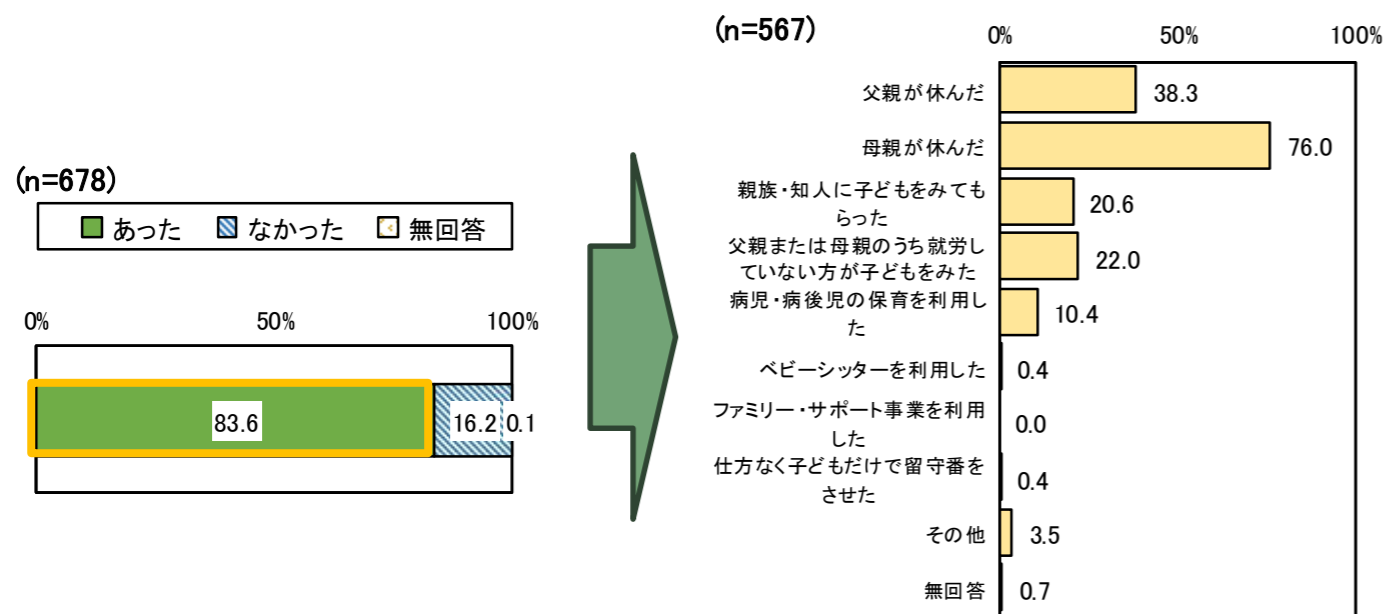 (n=678)
あった なかった 無回答
0% 50% 100%
83.6 16.2 0.1
(n=567)
0% 50% 100%
父親が休んだ 38.3
母親が休んだ 76.0
親族・知人に子どもをみても
らった
20.6
父親または母親のうち就労し
ていない方が子どもをみた
22.0
病児・病後児の保育を利用し
た
10.4
ベビーシッターを利用した 0.4
ファミリー・サポート事業を利用
した
0.0
仕方なく子どもだけで留守番を
させた
0.4
その他 3.5
無回答 0.7